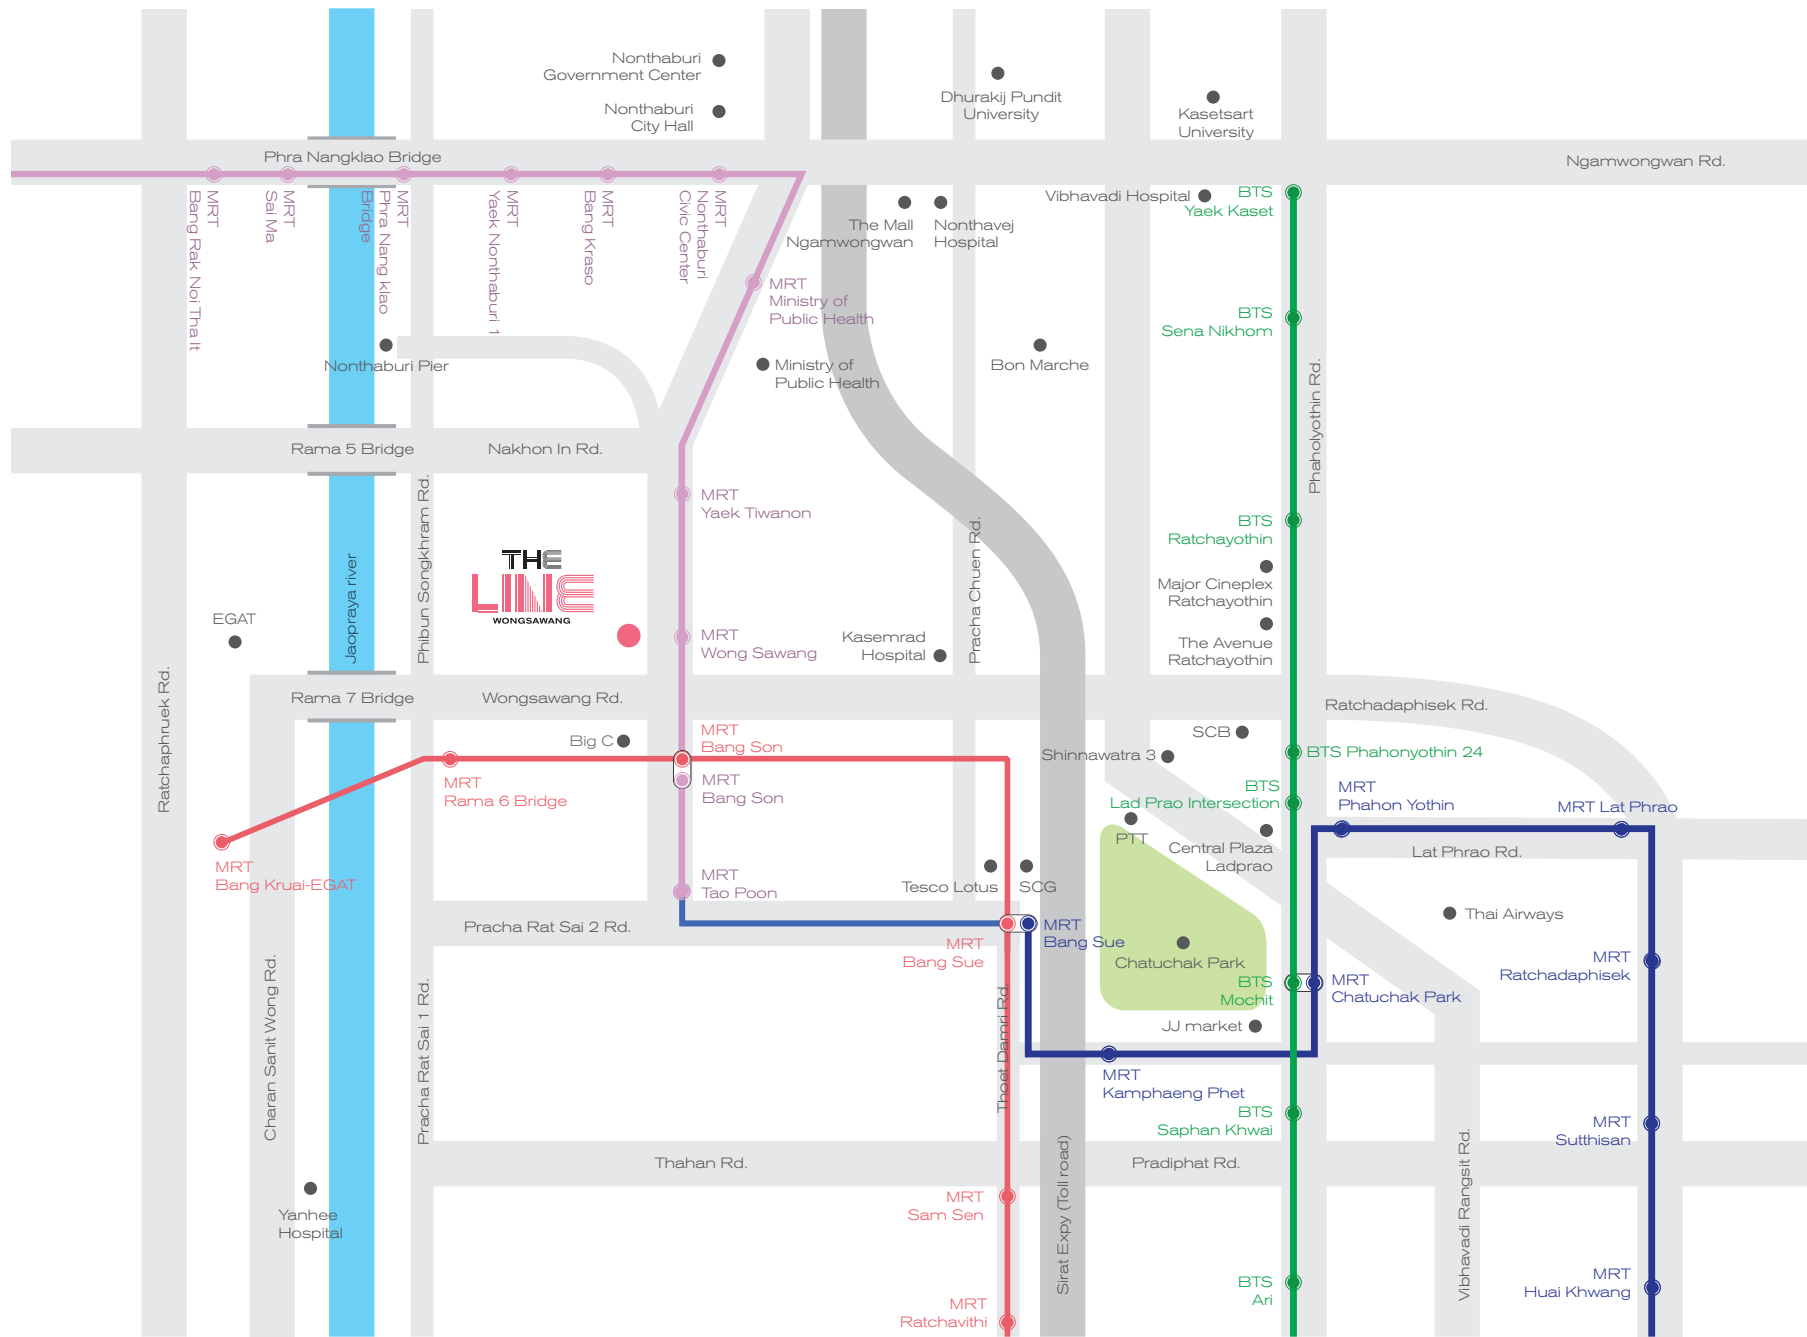 Nonthaburi
Government Center
Nonthaburi
City Hall
Dhurakij Pundit
University
Kasetsart
University
Phra Nangklao Bridge
Ngamwongwan Rd.
MRT
Bang Rak Noi Tha It
MRT
Sai Ma
MRT
Phra Nang klao
Bridge
MRT
Yaek Nonthaburi 1
MRT
Bang Kraso
MRT
Nonthaburi
Civic Center
The Mall
Ngamwongwan
Nonthavej
Hospital
Vibhavadi Hospital
BTS
Yaek Kaset
MRT
Ministry of
Public Health
BTS
Sena Nikhom
Nonthaburi Pier
Ministry of
Public Health
Bon Marche
Phaholyothin Rd.
Rama 5 Bridge
Nakhon In Rd.
MRT
Yaek Tiwanon
BTS
Ratchayothin
Phibun Songkhram Rd.
Pracha Chuen Rd.
THE
LINE
WONGSAWANG
Jaopraya river
Major Cineplex
Ratchayothin
EGAT
MRT
Wong Sawang
Kasemrad
Hospital
The Avenue
Ratchayothin
Ratchaphruek Rd.
Rama 7 Bridge
Wongsawang Rd.
Ratchadaphisek Rd.
Big C
MRT
Bang Son
SCB
Shinnawatra 3
BTS Phahonyothin 24
MRT
Rama 6 Bridge
MRT
Bang Son
BTS
Lad Prao Intersection
MRT
Phahon Yothin
MRT Lat Phrao
PTT
Central Plaza
Ladprao
Lat Phrao Rd.
MRT
Bang Kruai-EGAT
MRT
Tao Poon
Tesco Lotus
SCG
Thai Airways
Pracha Rat Sai 2 Rd.
MRT
Bang Sue
MRT
Bang Sue
Chatuchak Park
MRT
Ratchadaphisek
BTS
Mochit
MRT
Chatuchak Park
JJ market
Charan Sanit Wong Rd.
Pracha Rat Sai 1 Rd.
Thoet Damri Rd.
MRT
Kamphaeng Phet
BTS
Saphan Khwai
MRT
Sutthisan
Thahan Rd.
Pradiphat Rd.
Sirat Expy (Toll road)
Vibhavadi Rangsit Rd.
MRT
Sam Sen
Yanhee
Hospital
BTS
Ari
MRT
Huai Khwang
MRT
Ratchavithi